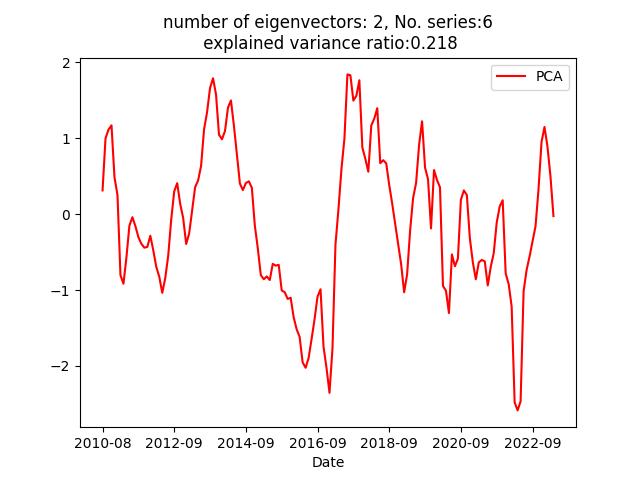 number of eigenvectors: 2, No. series:6
explained variance ratio:0.218
PCA
2
1
0
−1
−2
2010-08 2012-09 2014-09 2016-09 2018-09 2020-09 2022-09
Date